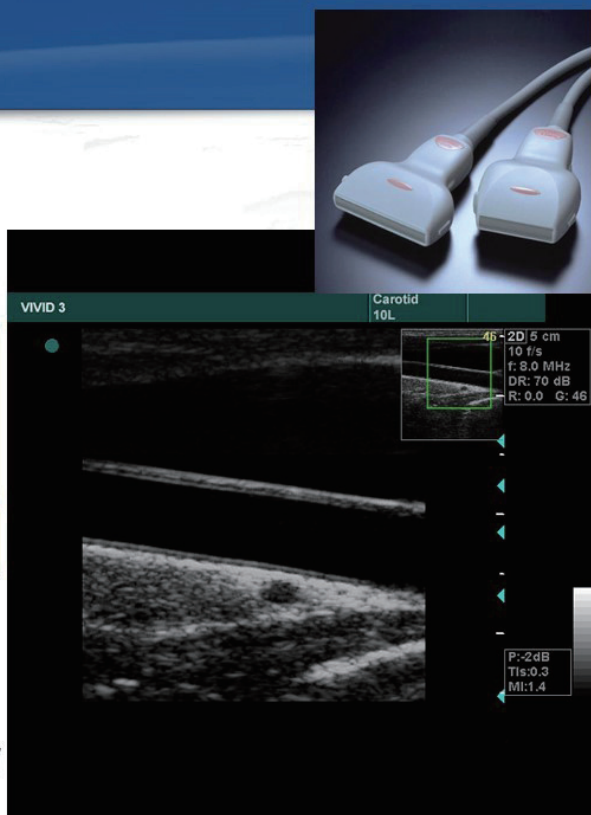 VIVID 3
Carotid
10L
46
2D 5 cm
10 f/s
f: 8.0 MHz
DR: 70 dB
R: 0.0 G: 46
P:-2dB
TIs:0.3
MI:1.4